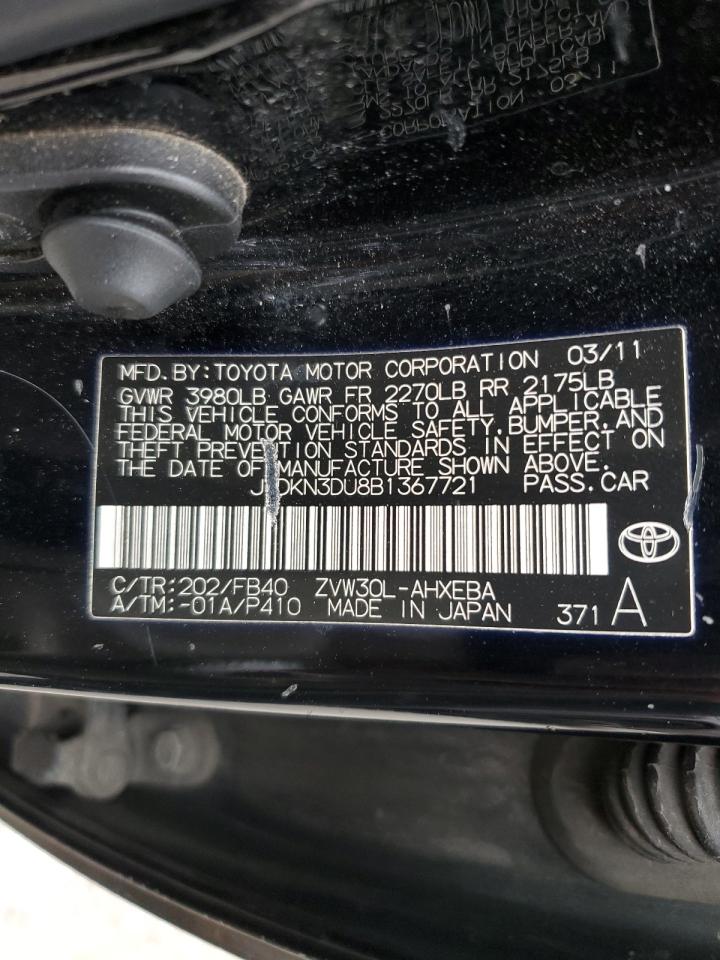 MFD.BY:TOYOTA MOTOR CORPORATION 03/11
GVWR 3980LB GAWR FR 2270LB RR 2175LB
THIS VEHICLE CONFORMS TO ALL APPLICABLE
FEDERAL MOTOR VEHICLE SAFETY,BUMPER,AND
THEFT PREVENTION STANDARDS IN EFFECT ON
THE DATE OF MANUFACTURE SHOWN ABOVE.
JTDKN3DU8B1367721 PASS.CAR
C/TR:202/FB40 ZVW30L-AHXEBA
A/TM:-01A/P410 MADE IN JAPAN 371 A